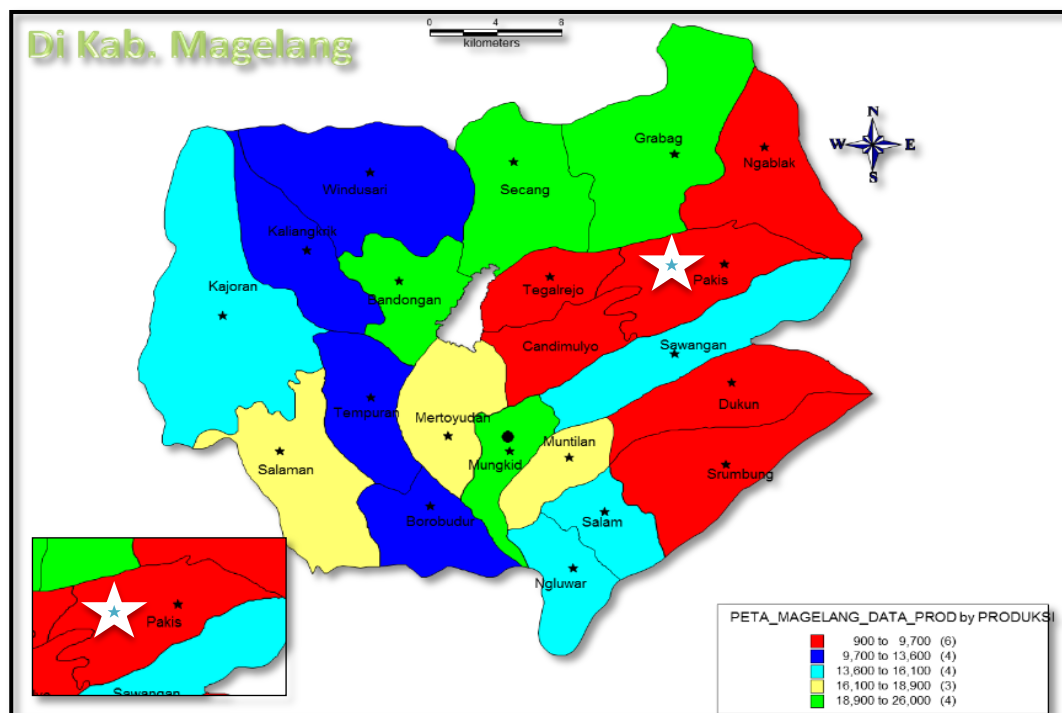 Di Kab. Magelang
0 4 8
kilometers
N
W E
S
Grabag
Ngablak
Windusari
Secang
Kaliangkrik
Kajoran
Bandongan
Tegalrejo
Pakis
Candimulyo
Sawangan
Dukun
Tempuran
Mertoyudan
Muntilan
Salaman
Mungkid
Srumbung
Borobudur
Salam
Ngluwar
Pakis
Sawangan
PETA_MAGELANG_DATA_PROD by PRODUKSI
900 to 9,700 (6)
9,700 to 13,600 (4)
13,600 to 16,100 (4)
16,100 to 18,900 (3)
18,900 to 26,000 (4)